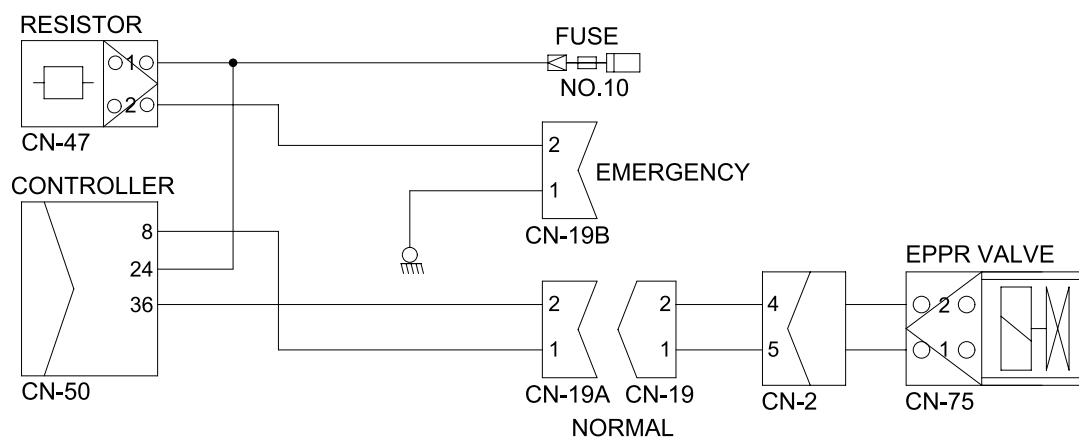 RESISTOR
1
2
CN-47
FUSE
NO.10
2
1
EMERGENCY
CN-19B
CONTROLLER
8
24
36
CN-50
2
1
CN-19A
2
1
CN-19
NORMAL
4
5
CN-2
EPPR VALVE
2
1
CN-75